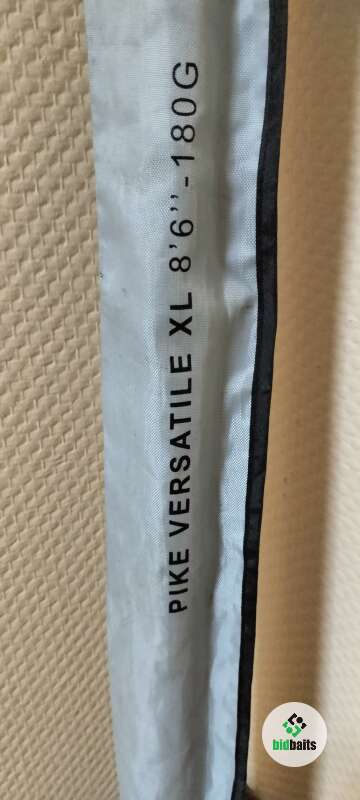 PIKE VERSATILE XL 8'6''-180G
bidbaits